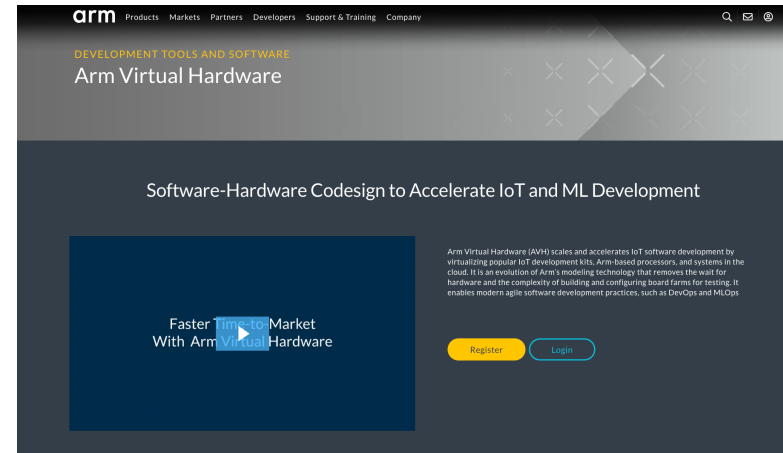 arm Products Markets Partners Developers Support & Training Company
DEVELOPMENT TOOLS AND SOFTWARE
Arm Virtual Hardware
Software-Hardware Codesign to Accelerate IoT and ML Development
Faster Time-to-Market
With Arm Virtual Hardware
Arm Virtual Hardware (AVH) scales and accelerates IoT software development by
virtualizing popular IoT development kits, Arm-based processors, and systems in the
cloud. It is an evolution of Arm's modeling technology that removes the wait for
hardware and the complexity of building and configuring board farms for testing. It
enables modern agile software development practices, such as DevOps and MLOps
Register Login